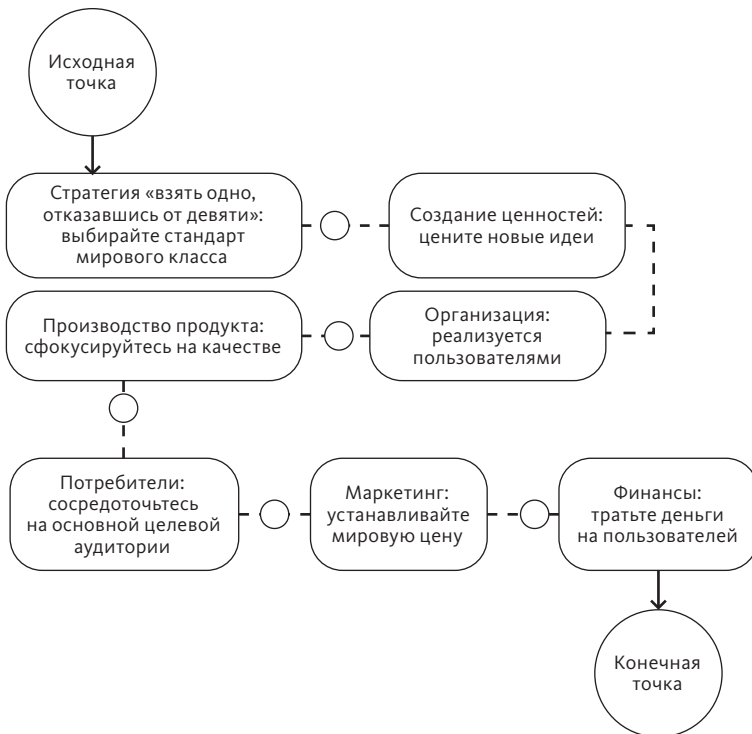 Исходная
точка
Стратегия «взять одно,
отказавшись от девяти»:
выбирайте стандарт
мирового класса
Создание ценностей:
цените новые идеи
Организация:
реализуется
пользователями
Производство продукта:
сфокусируйтесь на качестве
Потребители:
сосредоточьтесь
на основной целевой
аудитории
Маркетинг:
устанавливайте
мировую цену
Финансы:
тратьте деньги
на пользователей
Конечная
точка